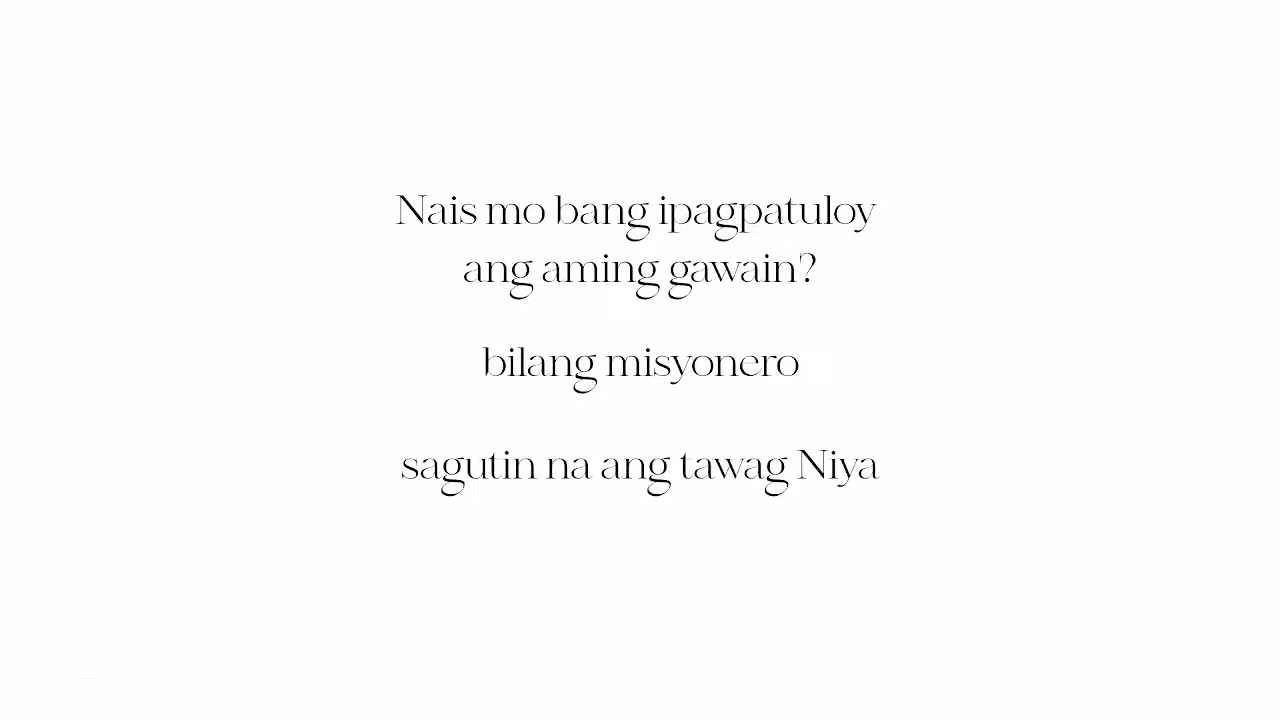 Nais mo bang ipagpatuloy
ang aming gawain?
bilang misyonero
sagutin na ang tawag Niya